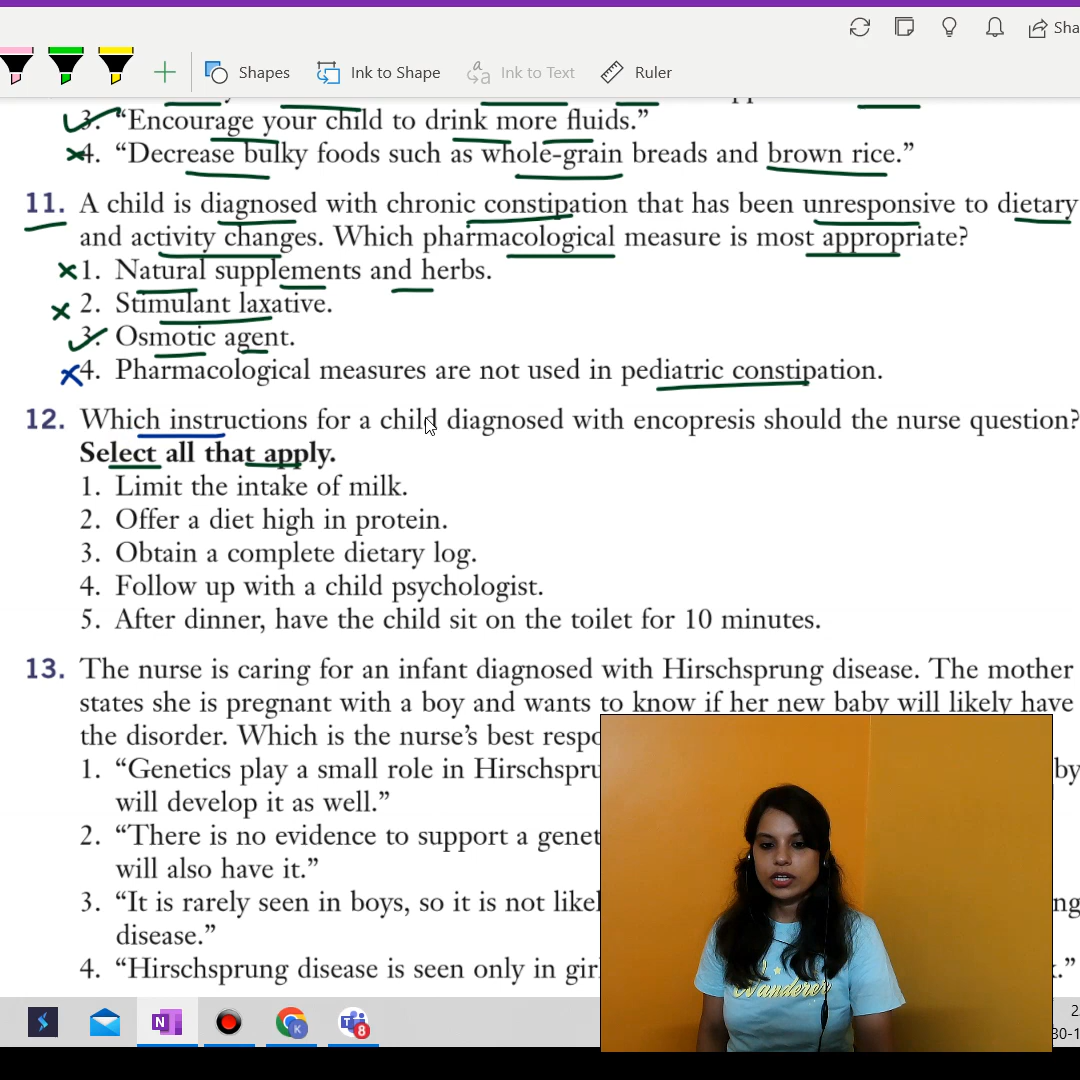 Sha
Shapes
Ink to Shape
Ink to Text
Ruler
3. “Encourage your child to drink more fluids.”
4. “Decrease bulky foods such as whole-grain breads and brown rice.”
11. A child is diagnosed with chronic constipation that has been unresponsive to dietary
and activity changes. Which pharmacological measure is most appropriate?
1. Natural supplements and herbs.
2. Stimulant laxative.
3. Osmotic agent.
4. Pharmacological measures are not used in pediatric constipation.
12. Which instructions for a child diagnosed with encopresis should the nurse question?
Select all that apply.
1. Limit the intake of milk.
2. Offer a diet high in protein.
3. Obtain a complete dietary log.
4. Follow up with a child psychologist.
5. After dinner, have the child sit on the toilet for 10 minutes.
13. The nurse is caring for an infant diagnosed with Hirschsprung disease. The mother
states she is pregnant with a boy and wants to know if her new baby will likely have
the disorder. Which is the nurse’s best respo
1. “Genetics play a small role in Hirschspru by
will develop it as well.”
2. “There is no evidence to support a genet
will also have it.”
3. “It is rarely seen in boys, so it is not likel ng
disease.”
4. “Hirschsprung disease is seen only in gir .”
Wanderer
N
K
8
2
30-1